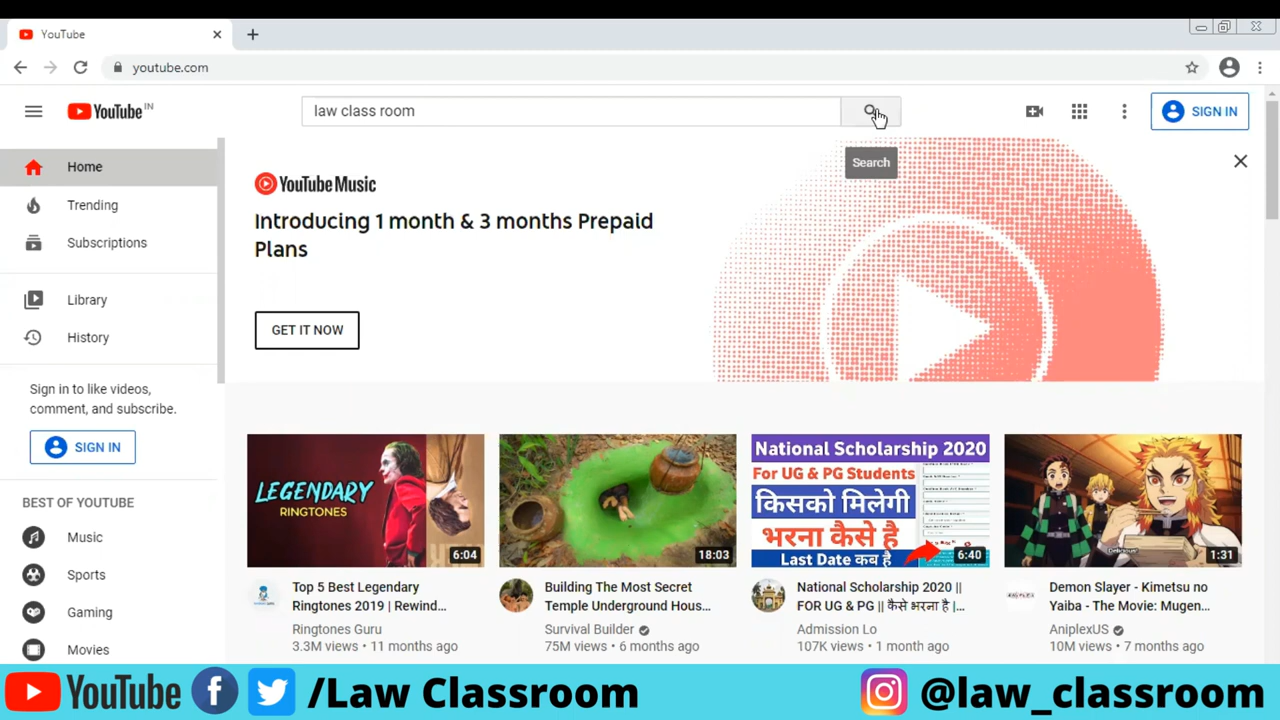 YouTube
youtube.com
YouTube IN
law class room
SIGN IN
Search
Home
Trending
Subscriptions
Library
History
Sign in to like videos,
comment, and subscribe.
SIGN IN
BEST OF YOUTUBE
Music
Sports
Gaming
Movies
YouTube Music
Introducing 1 month & 3 months Prepaid
Plans
GET IT NOW
LEGENDARY
RINGTONES
6:04
Top 5 Best Legendary
Ringtones 2019 | Rewind...
Ringtones Guru
3.3M views • 11 months ago
18:03
Building The Most Secret
Temple Underground Hous...
Survival Builder
75M views • 6 months ago
National Scholarship 2020
For UG & PG Students
किसको मिलेगी
भरना कैसे है
Last Date कब है
6:40
National Scholarship 2020 ||
FOR UG & PG || कैसे भरना है |...
Admission Lo
107K views • 1 month ago
Delicious!
1:31
Demon Slayer - Kimetsu no
Yaiba - The Movie: Mugen...
AniplexUS
10M views • 7 months ago
YouTube /Law Classroom @law_classroom